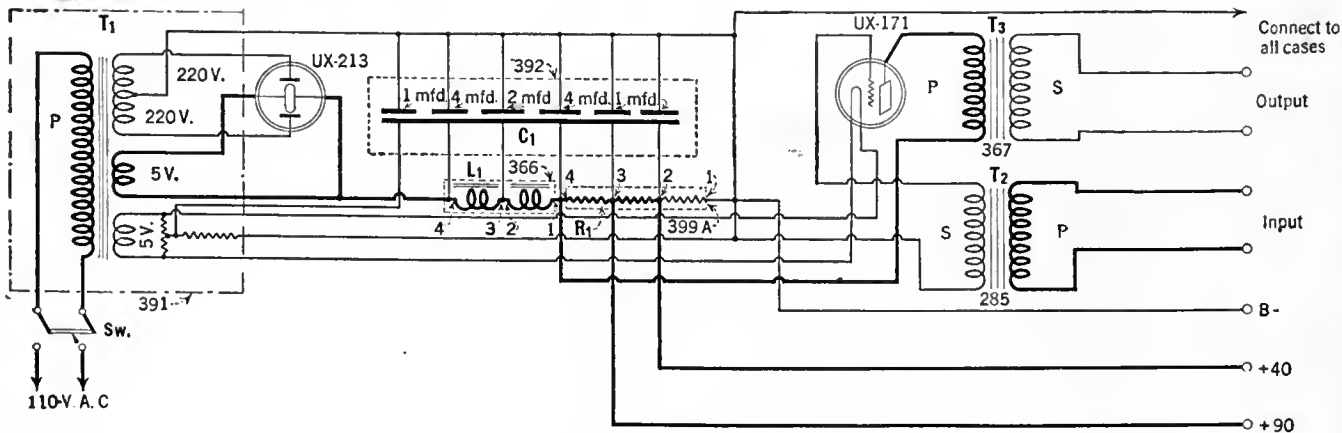 T1
P
220 V.
220 V.
5 V.
5 V.
391
Sw.
110-V. A. C
UX-213
392
1 mfd. 4 mfd. 2 mfd 4 mfd. 1 mfd.
C1
L1
366
4 3 2 1
4 3 2 1
R1
399 A
UX-171
T3
P
S
367
T2
S
P
285
Connect to
all cases
Output
Input
B-
+40
+90